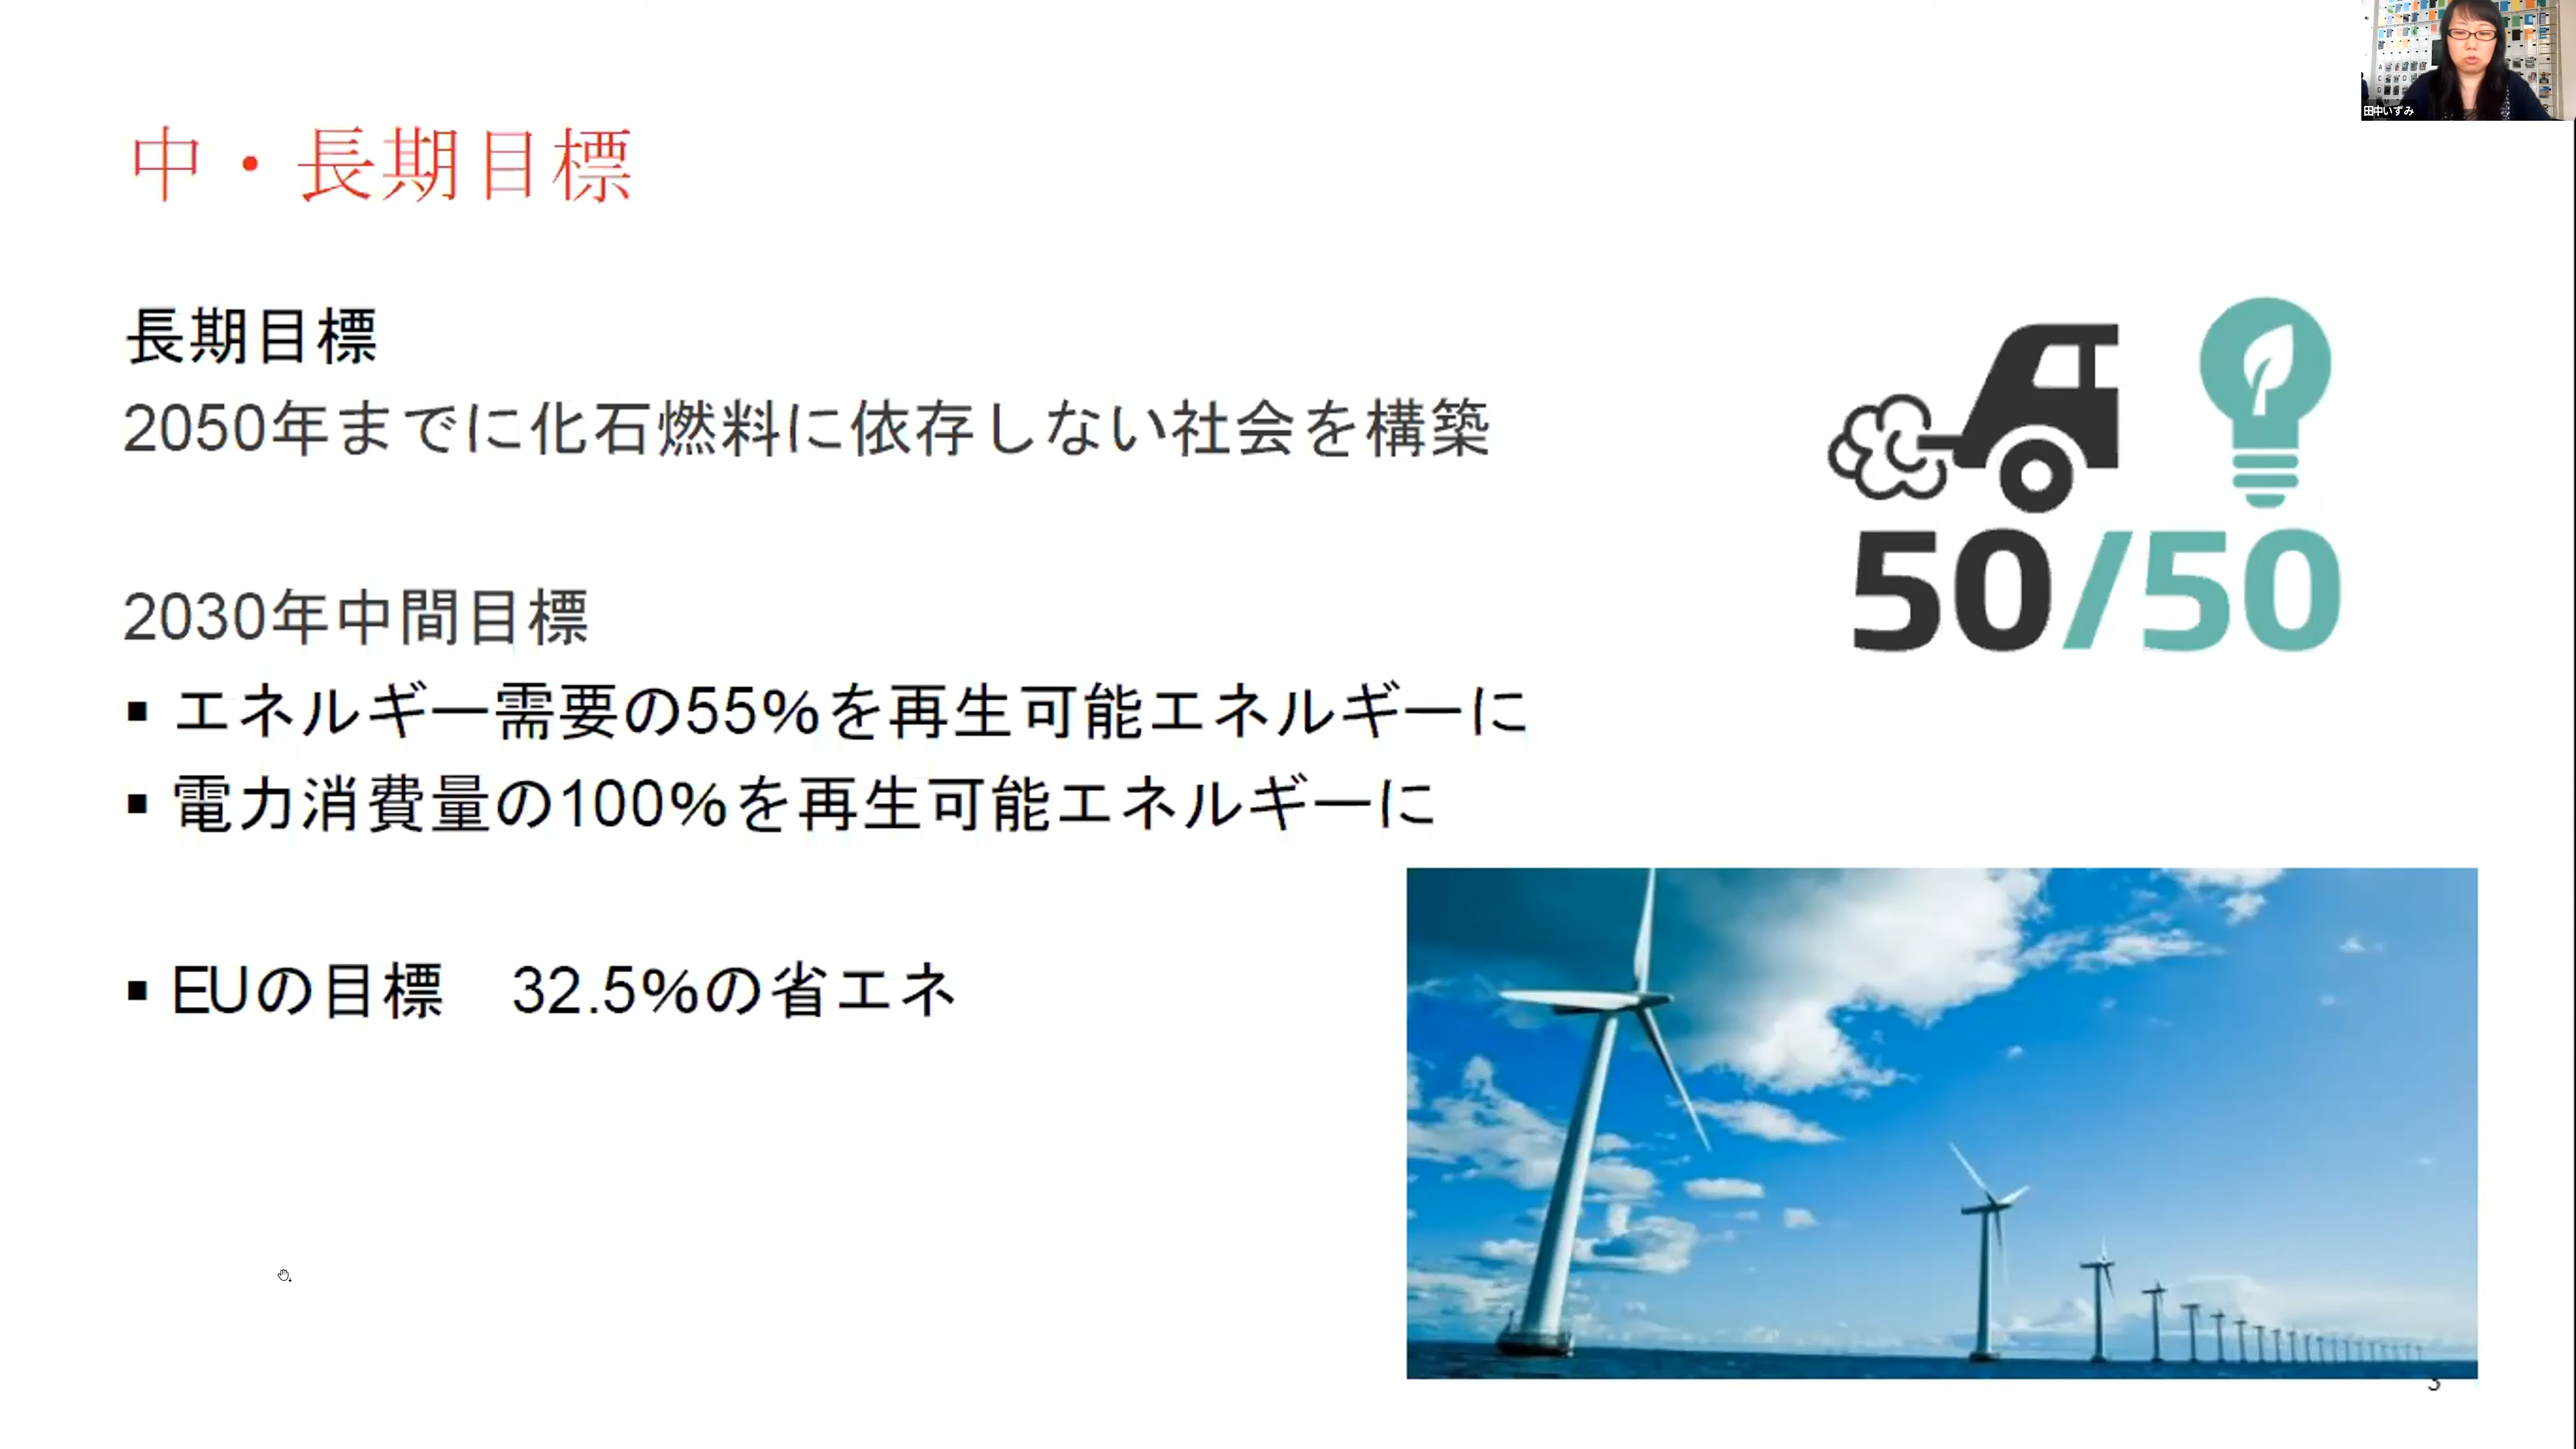 田中いずみ
中・長期目標
長期目標
2050年までに化石燃料に依存しない社会を構築
50/50
2030年中間目標
▪ エネルギー需要の55%を再生可能エネルギーに
▪ 電力消費量の100%を再生可能エネルギーに
▪ EUの目標　32.5%の省エネ
3